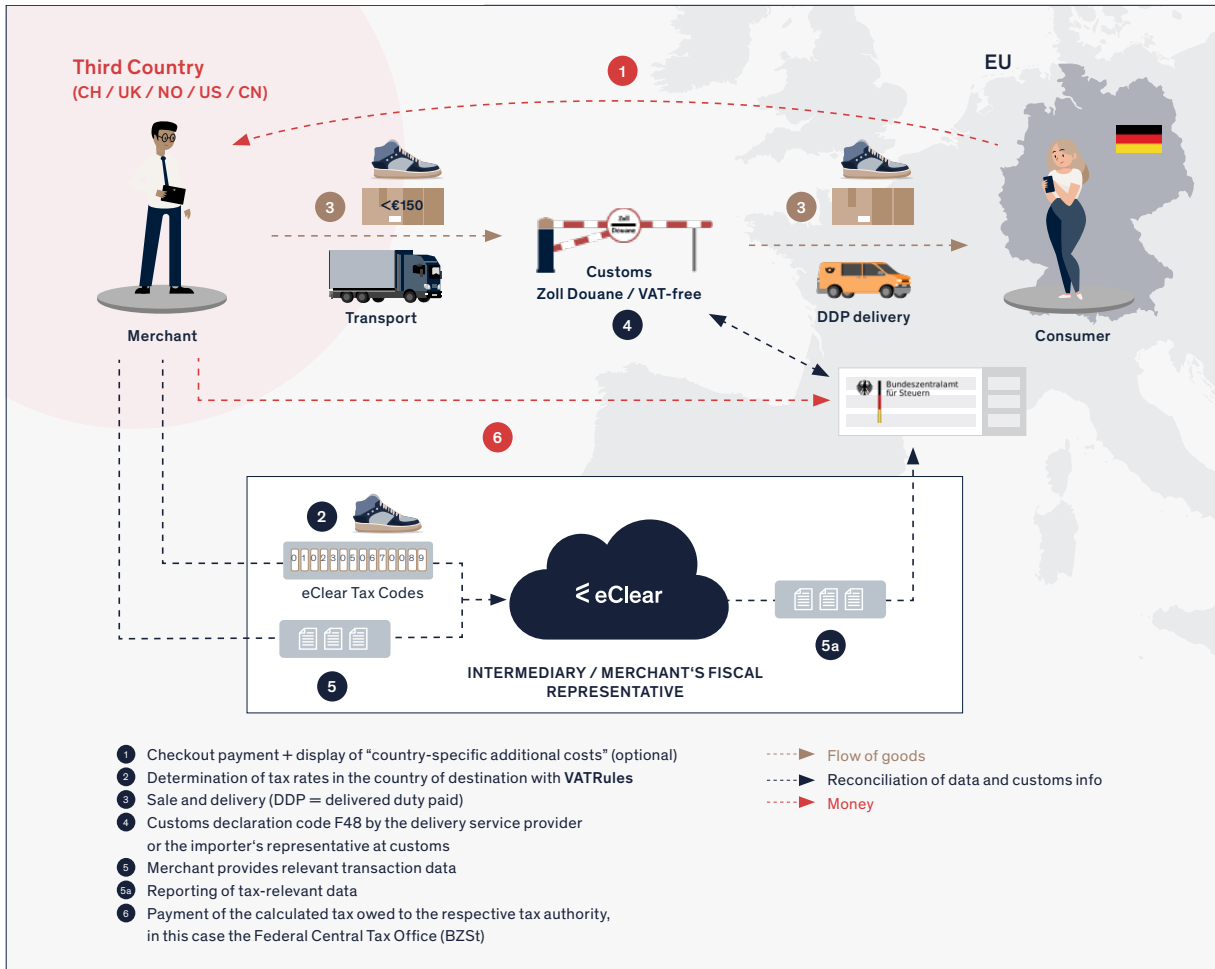 Third Country
(CH / UK / NO / US / CN)
1
EU
3
<€150
Zoll
Douane
3
Customs
Zoll Douane / VAT-free
Transport
4
DDP delivery
Merchant
Consumer
Bundeszentralamt
für Steuern
6
2
0 1 0 2 3 0 5 0 6 7 0 0 8 9
eClear Tax Codes
eClear
5a
5
INTERMEDIARY / MERCHANT‘S FISCAL
REPRESENTATIVE
1 Checkout payment + display of “country-specific additional costs” (optional)
2 Determination of tax rates in the country of destination with VATRules
3 Sale and delivery (DDP = delivered duty paid)
4 Customs declaration code F48 by the delivery service provider
or the importer‘s representative at customs
5 Merchant provides relevant transaction data
5a Reporting of tax-relevant data
6 Payment of the calculated tax owed to the respective tax authority,
in this case the Federal Central Tax Office (BZSt)
Flow of goods
Reconciliation of data and customs info
Money